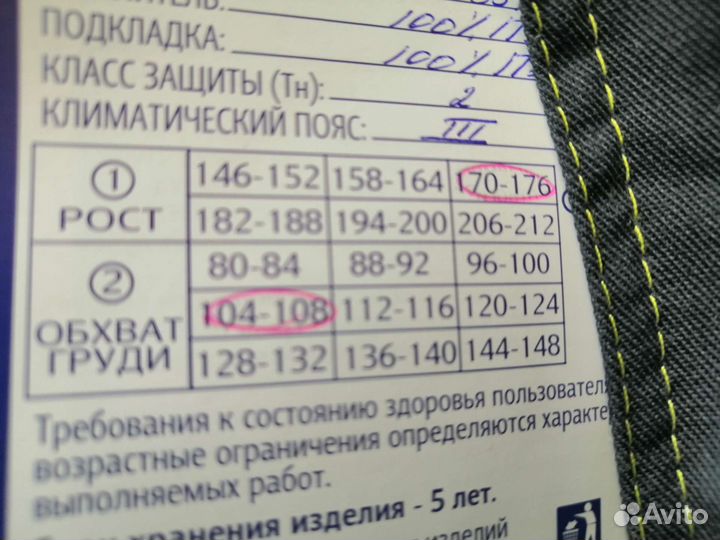 100% П
ПОДКЛАДКА: 100% П
КЛАСС ЗАЩИТЫ (Тн): 2
КЛИМАТИЧЕСКИЙ ПОЯС: III
1 РОСТ
146-152 158-164 170-176
182-188 194-200 206-212
2 ОБХВАТ ГРУДИ
80-84 88-92 96-100
104-108 112-116 120-124
128-132 136-140 144-148
Требования к состоянию здоровья пользовател
возрастные ограничения определяются характе
выполняемых работ.
хранения изделия - 5 лет.
изделий
Avito